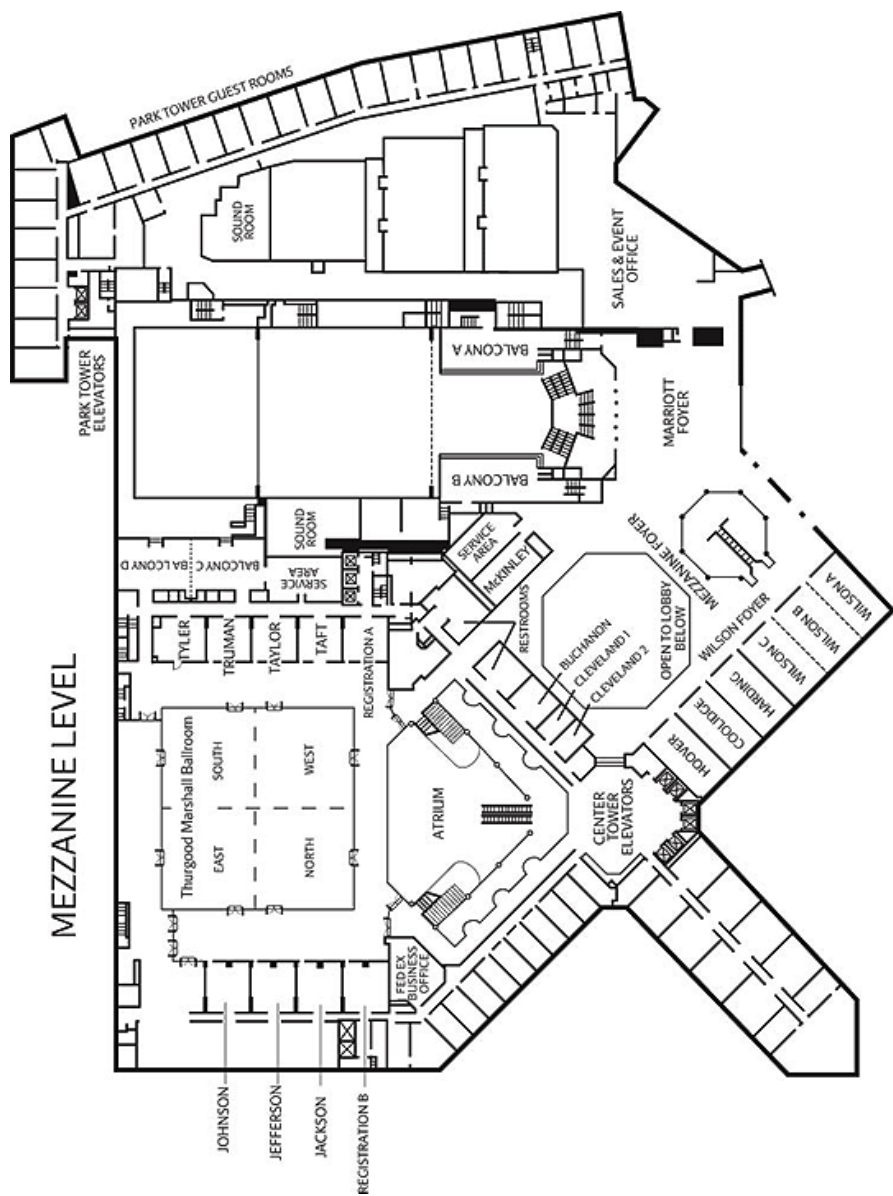 MEZZANINE LEVEL
JOHNSON
JEFFERSON
JACKSON
REGISTRATION B
FED EX
BUSINESS
OFFICE
Thurgood Marshall Ballroom
EAST
SOUTH
NORTH
WEST
ATRIUM
TYLER
TRUMAN
TAYLOR
TAFT
REGISTRATION A
BALCONY D
BALCONY C
SERVICE
AREA
SOUND
ROOM
PARK TOWER
ELEVATORS
PARK TOWER GUEST ROOMS
SOUND
ROOM
BALCONY A
BALCONY B
SALES & EVENT
OFFICE
MARRIOTT
FOYER
SERVICE
AREA
McKINLEY
RESTROOMS
BUCHANON
CLEVELAND 1
CLEVELAND 2
OPEN TO LOBBY
BELOW
MEZZANINE FOYER
WILSON FOYER
CENTER
TOWER
ELEVATORS
HOOVER
COOLIDGE
HARDING
WILSON C
WILSON B
WILSON A